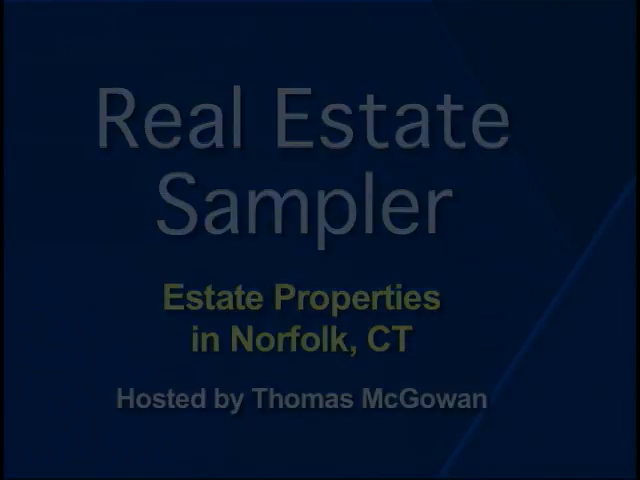 Real Estate
Sampler
Estate Properties
in Norfolk, CT
Hosted by Thomas McGowan